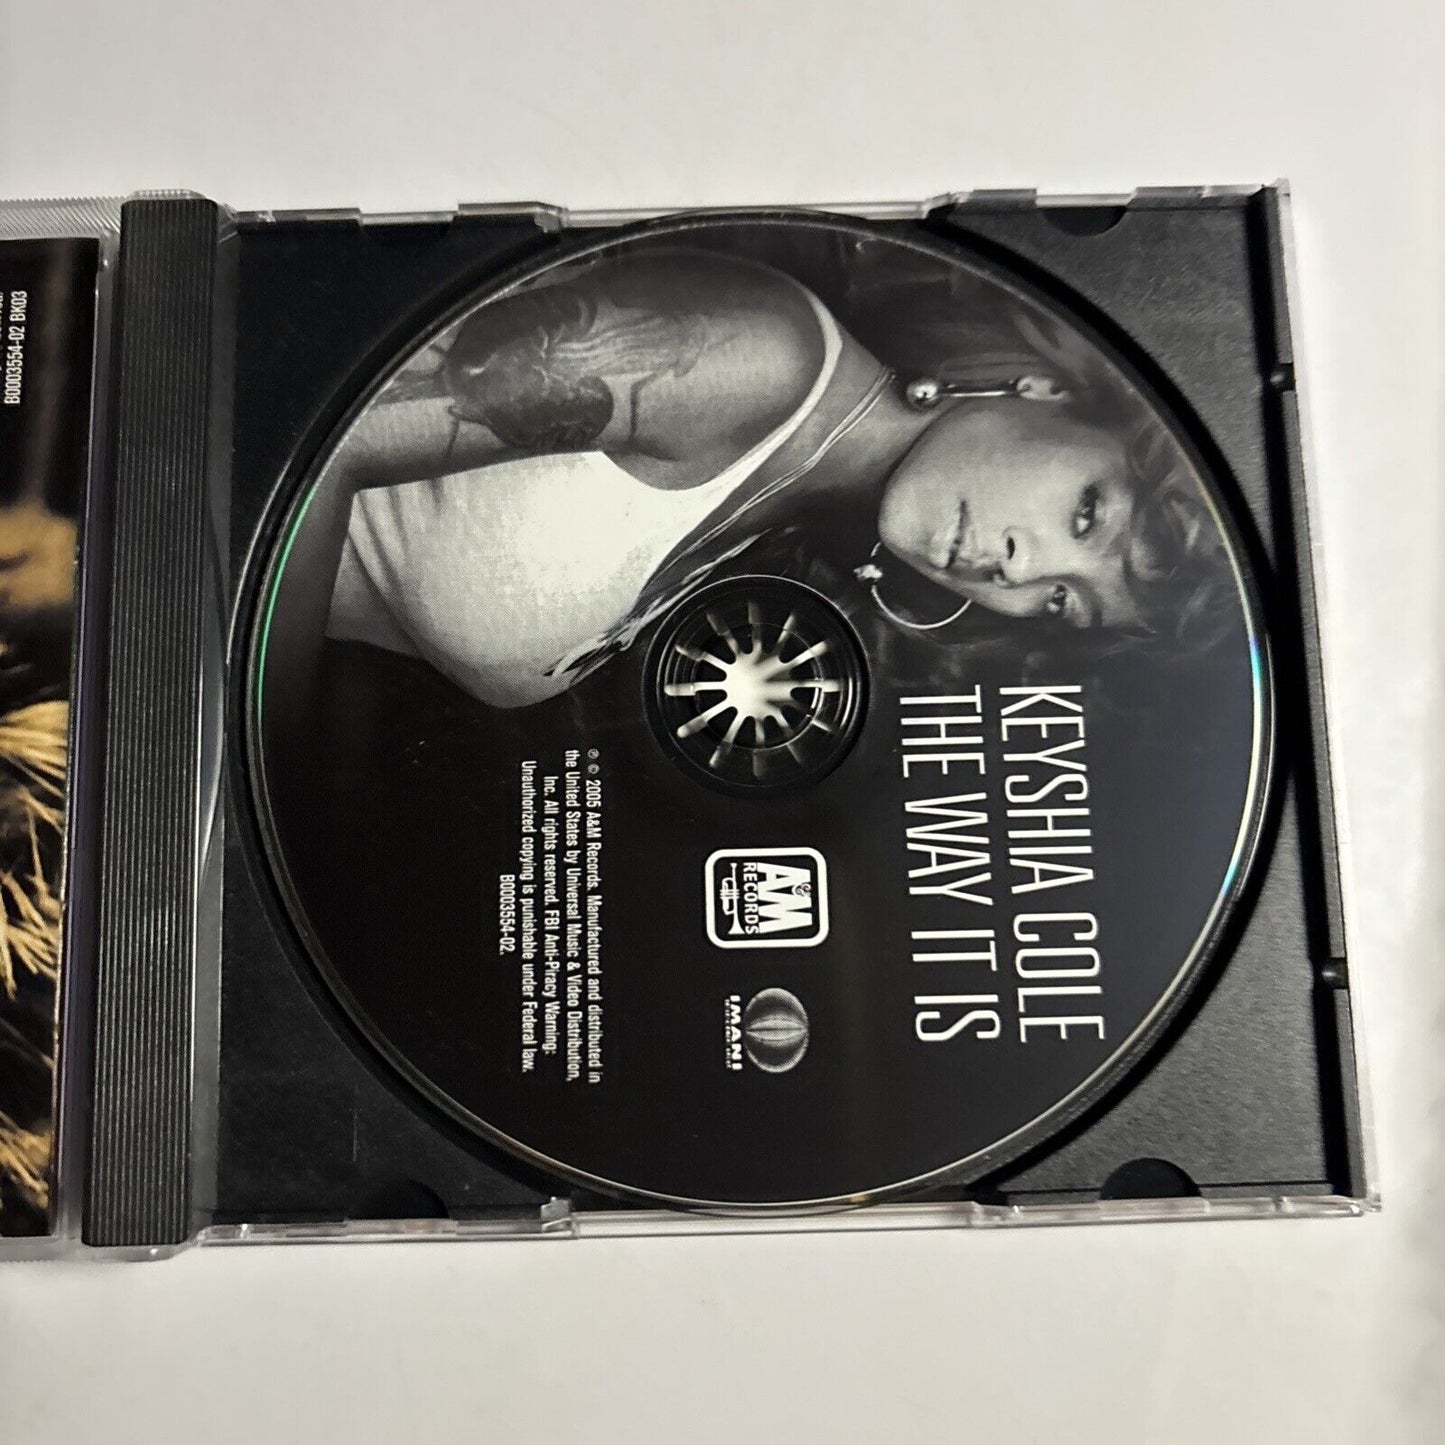 KEYSHIA COLE
THE WAY IT IS
A&M
RECORDS
IMANI
℗ © 2005 A&M Records. Manufactured and distributed in
the United States by Universal Music & Video Distribution,
Inc. All rights reserved. FBI Anti-Piracy Warning:
Unauthorized copying is punishable under Federal law.
B0003554-02.
B0003554-02 BK03